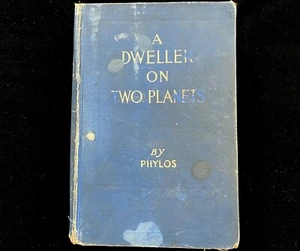 A
DWELLER
ON
TWO PLANETS
BY
PHYLOS